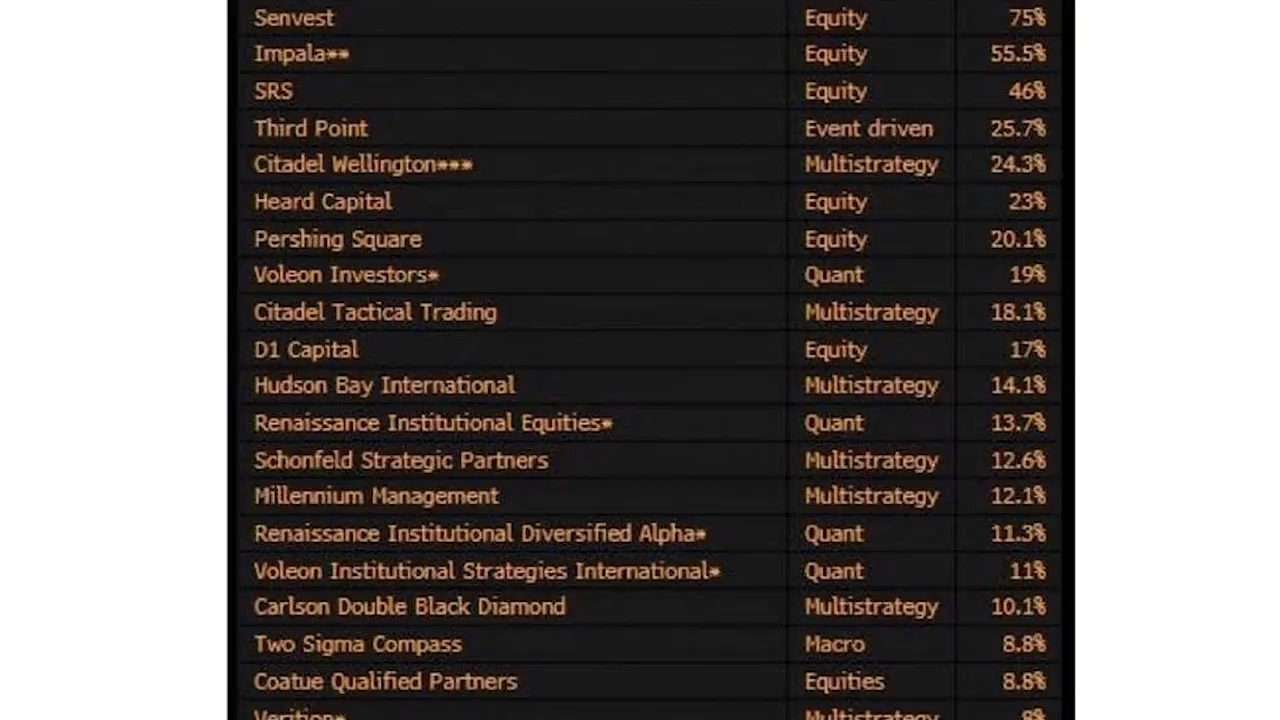 Senvest Equity 75%
Impala** Equity 55.5%
SRS Equity 46%
Third Point Event driven 25.7%
Citadel Wellington*** Multistrategy 24.3%
Heard Capital Equity 23%
Pershing Square Equity 20.1%
Voleon Investors* Quant 19%
Citadel Tactical Trading Multistrategy 18.1%
D1 Capital Equity 17%
Hudson Bay International Multistrategy 14.1%
Renaissance Institutional Equities* Quant 13.7%
Schonfeld Strategic Partners Multistrategy 12.6%
Millennium Management Multistrategy 12.1%
Renaissance Institutional Diversified Alpha* Quant 11.3%
Voleon Institutional Strategies International* Quant 11%
Carlson Double Black Diamond Multistrategy 10.1%
Two Sigma Compass Macro 8.8%
Coatue Qualified Partners Equities 8.8%
Verition* Multistrategy